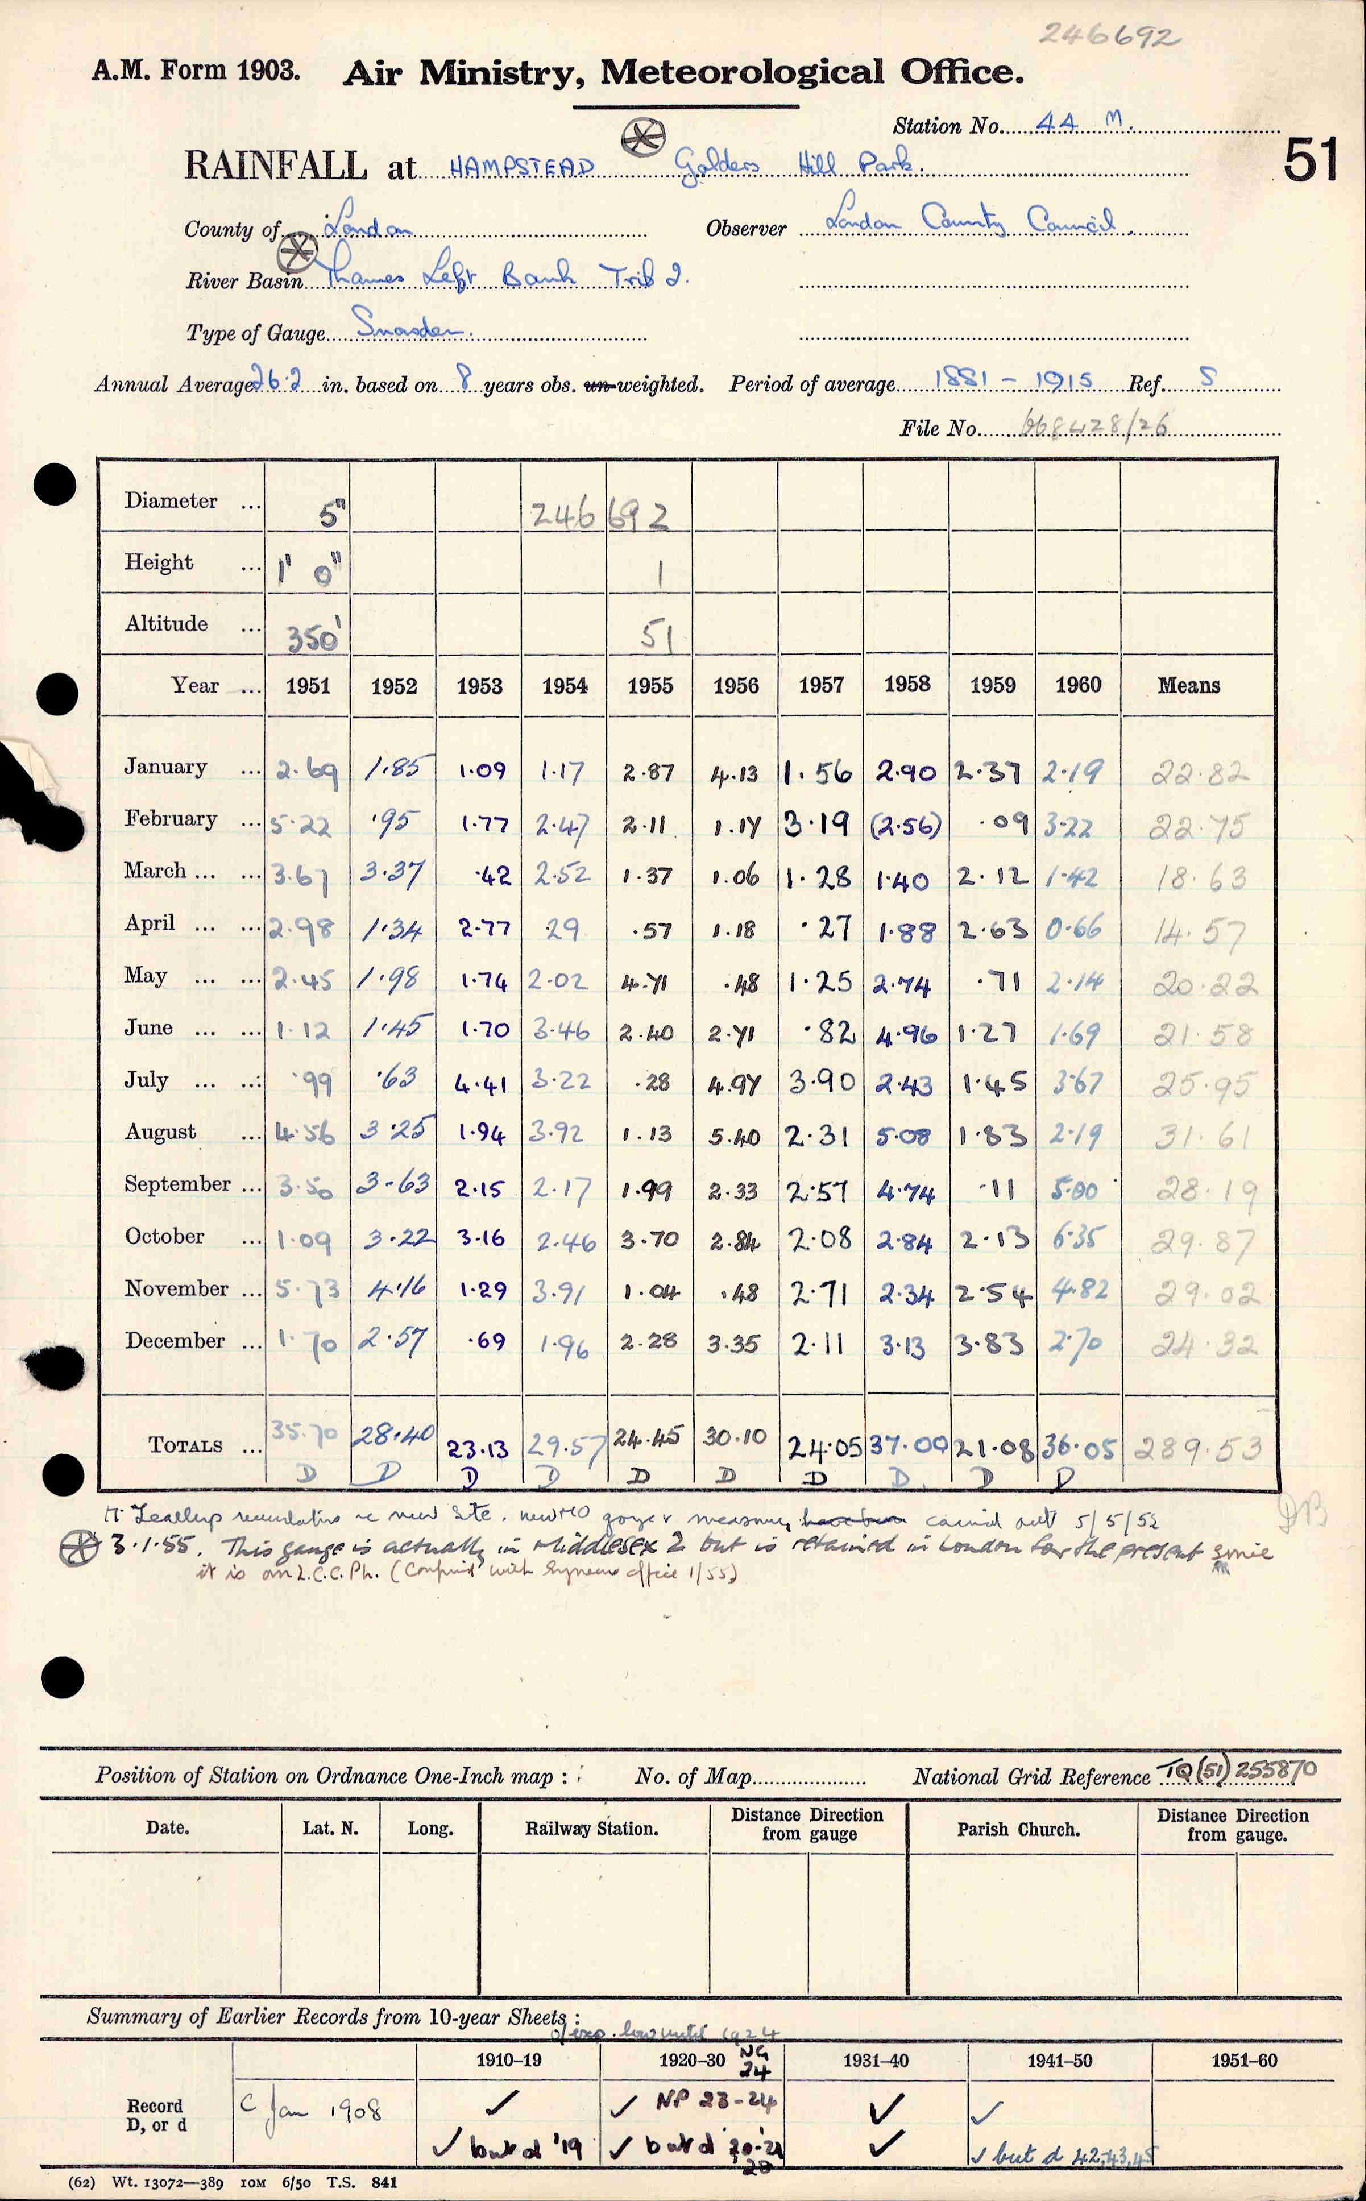 246692
A.M. Form 1903. Air Ministry, Meteorological Office.
Station No. 44 M.
RAINFALL at HAMPSTEAD Golders Hill Park. 51
County of London Observer London County Council.
River Basin Thames Left Bank Trib 2.
Type of Gauge Snowdon.
Annual Average 26.2 in. based on 8 years obs. un-weighted. Period of average 1881 - 1915 Ref. S
File No. 668428/26
Diameter ... 5" 246 692
Height ... 1' 0" 1
Altitude ... 350' 51
Year ... 1951 1952 1953 1954 1955 1956 1957 1958 1959 1960 Means
January ... 2.69 1.85 1.09 1.17 2.87 4.13 1.56 2.90 2.37 2.19 22.82
February ... 5.22 .95 1.77 2.47 2.11 1.17 3.19 (2.56) .09 3.22 22.75
March ... ... 3.67 3.37 .42 2.52 1.37 1.06 1.28 1.40 2.12 1.42 18.63
April ... ... 2.98 1.34 2.77 .29 .57 1.18 .27 1.88 2.63 0.66 14.57
May ... ... 2.45 1.98 1.74 2.02 4.71 .48 1.25 2.74 .71 2.14 20.22
June ... ... 1.12 1.45 1.70 3.46 2.40 2.71 .82 4.96 1.27 1.69 21.58
July ... ... .99 .63 4.41 3.22 .28 4.97 3.90 2.43 1.45 3.67 25.95
August ... 4.56 3.25 1.94 3.92 1.13 5.40 2.31 5.08 1.83 2.19 31.61
September ... 3.50 3.63 2.15 2.17 1.99 2.33 2.57 4.74 .11 5.00 28.19
October ... 1.09 3.22 3.16 2.46 3.70 2.84 2.08 2.84 2.13 6.35 29.87
November ... 5.73 4.16 1.29 3.91 1.04 .48 2.71 2.34 2.54 4.82 29.02
December ... 1.70 2.57 .69 1.96 2.28 3.35 2.11 3.13 3.83 2.70 24.32
TOTALS ... 35.70 28.40 23.13 29.57 24.45 30.10 24.05 37.00 21.08 36.05 289.53
D D D D D D D D D D
recommendations re new site. new MO gauge & measure have been carried out 5/5/52
3.1.55. This gauge is actually in Middlesex 2 but is retained in London for the present since
it is an L.C.C. Ph. (Confirmed with office 1/55)
Position of Station on Ordnance One-Inch map : No. of Map National Grid Reference TQ (51) 255870
Date. Lat. N. Long. Railway Station. Distance Direction from gauge Parish Church. Distance Direction from gauge.
Summary of Earlier Records from 10-year Sheets :
o/exp. low until 1924
1910-19 1920-30 NG 24 1931-40 1941-50 1951-60
Record D, or d C Jan 1908 ✓ ✓ NP 23-24 ✓ ✓
✓ but d '19 ✓ but d ✓ ✓ but d 42,43,45
(62) Wt. 13072—389 10M 6/50 T.S. 841